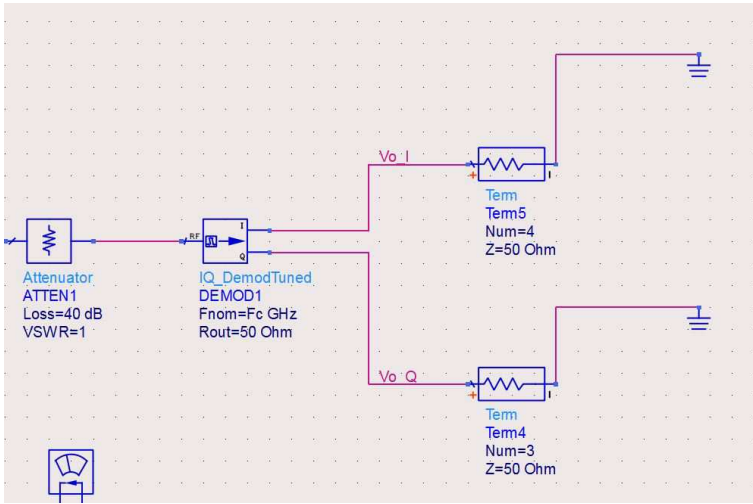 Vo_I
I
Term
Term5
Num=4
Z=50 Ohm
RF
I
Q
Attenuator
ATTEN1
Loss=40 dB
VSWR=1
IQ_DemodTuned
DEMOD1
Fnom=Fc GHz
Rout=50 Ohm
Vo_Q
Term
Term4
Num=3
Z=50 Ohm